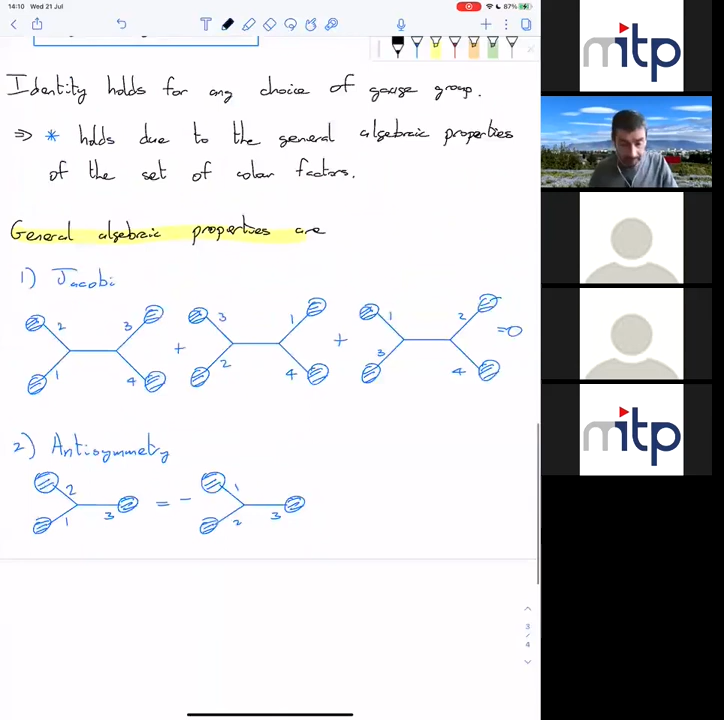 14:10 Wed 21 Jul
87%
T
Identity holds for any choice of gauge group.
⇒ * holds due to the general algebraic properties
of the set of color factors.
General algebraic properties are
1) Jacobi
2 3 1 4 + 3 1 2 4 + 1 2 3 4 =0
2) Antisymmetry
2 1 3 = - 1 2 3
3
/
4
mitp
mitp